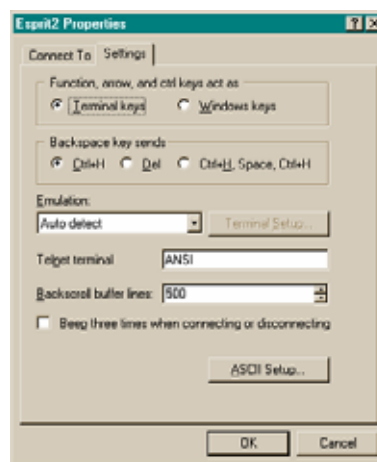 Esprit2 Properties
Connect To Settings
Function, arrow, and ctrl keys act as
Terminal keys Windows keys
Backspace key sends
Ctrl+H Del Ctrl+H, Space, Ctrl+H
Emulation:
Auto detect Terminal Setup...
Telnet terminal ANSI
Backscroll buffer lines: 500
Beep three times when connecting or disconnecting
ASCII Setup...
OK Cancel